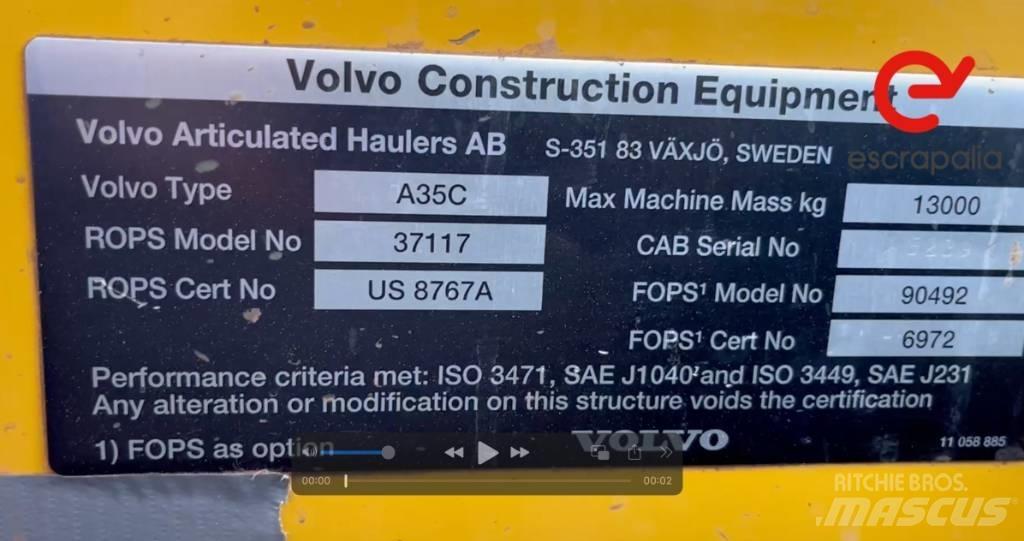 Volvo Construction Equipment
escrapalia
Volvo Articulated Haulers AB S-351 83 VÄXJÖ, SWEDEN
Volvo Type A35C Max Machine Mass kg 13000
ROPS Model No 37117 CAB Serial No
ROPS Cert No US 8767A FOPS¹ Model No 90492
FOPS¹ Cert No 6972
Performance criteria met: ISO 3471, SAE J1040 and ISO 3449, SAE J231
Any alteration or modification on this structure voids the certification
1) FOPS as option VOLVO 11 058 885
00:00 00:02
RITCHIE BROS.
MASCUS